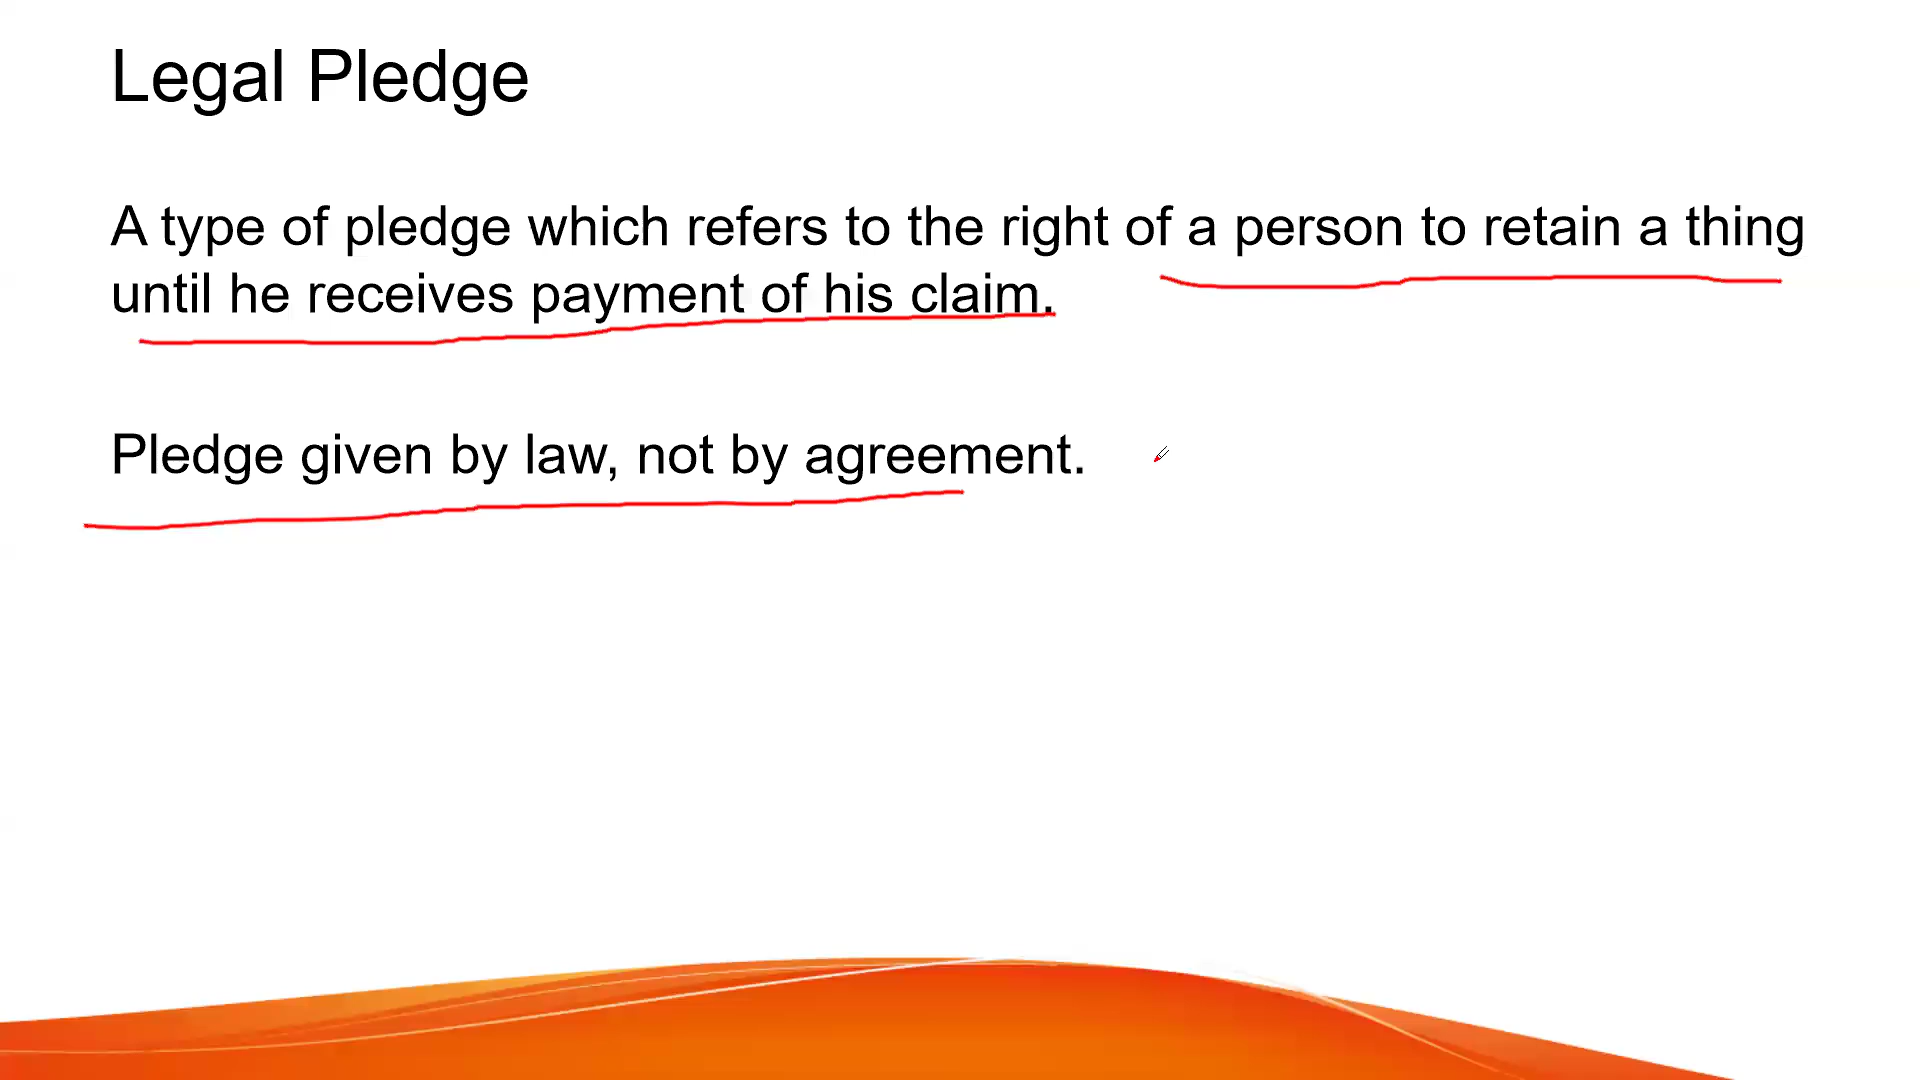 Legal Pledge
A type of pledge which refers to the right of a person to retain a thing
until he receives payment of his claim.
Pledge given by law, not by agreement.